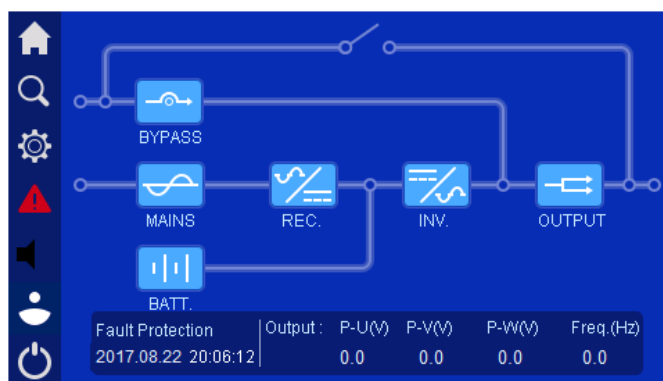 BYPASS
MAINS
REC.
INV.
OUTPUT
BATT.
Fault Protection
Output : P-U(V) P-V(V) P-W(V) Freq.(Hz)
2017.08.22 20:06:12
0.0 0.0 0.0 0.0